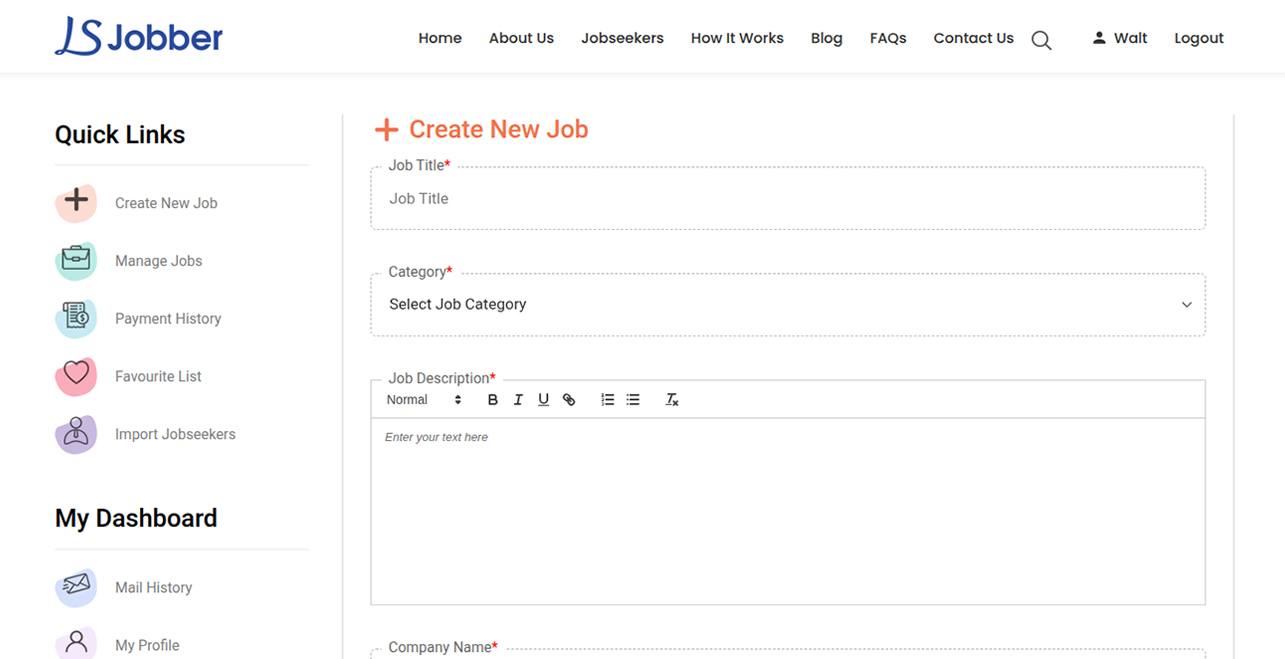 LS Jobber
Home About Us Jobseekers How It Works Blog FAQs Contact Us Walt Logout
Quick Links
Create New Job
Manage Jobs
Payment History
Favourite List
Import Jobseekers
My Dashboard
Mail History
My Profile
Create New Job
Job Title*
Job Title
Category*
Select Job Category
Job Description*
Normal B I U
Enter your text here
Company Name*